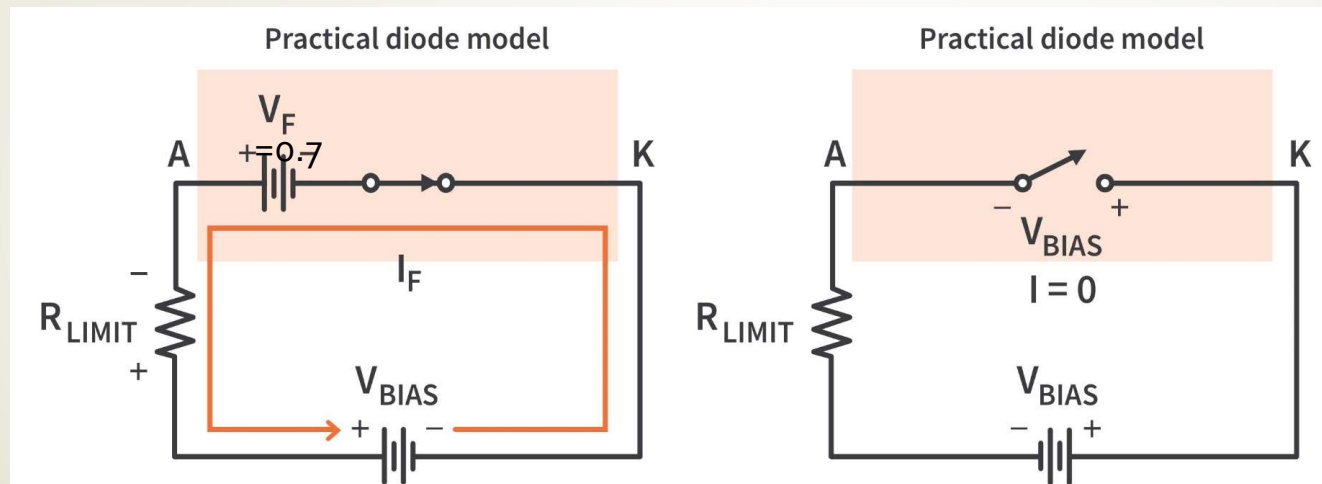 Practical diode model
V_F
+ =0.7 −
A
K
−
R_LIMIT
+
I_F
V_BIAS
+ −
Practical diode model
A
K
− +
V_BIAS
I = 0
R_LIMIT
V_BIAS
− +